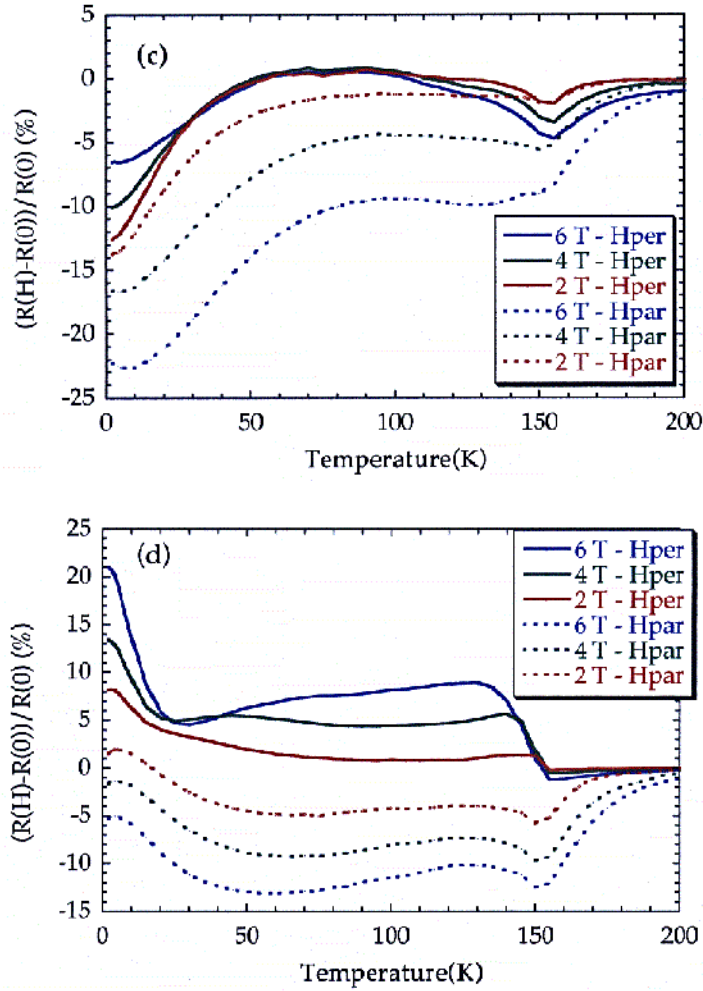 5
0
-5
-10
-15
-20
-25
(R(H)-R(0))/R(0) (%)
(c)
6 T - Hper
4 T - Hper
2 T - Hper
6 T - Hpar
4 T - Hpar
2 T - Hpar
0 50 100 150 200
Temperature(K)
25
20
15
10
5
0
-5
-10
-15
(R(H)-R(0))/R(0) (%)
(d)
6 T - Hper
4 T - Hper
2 T - Hper
6 T - Hpar
4 T - Hpar
2 T - Hpar
0 50 100 150 200
Temperature(K)